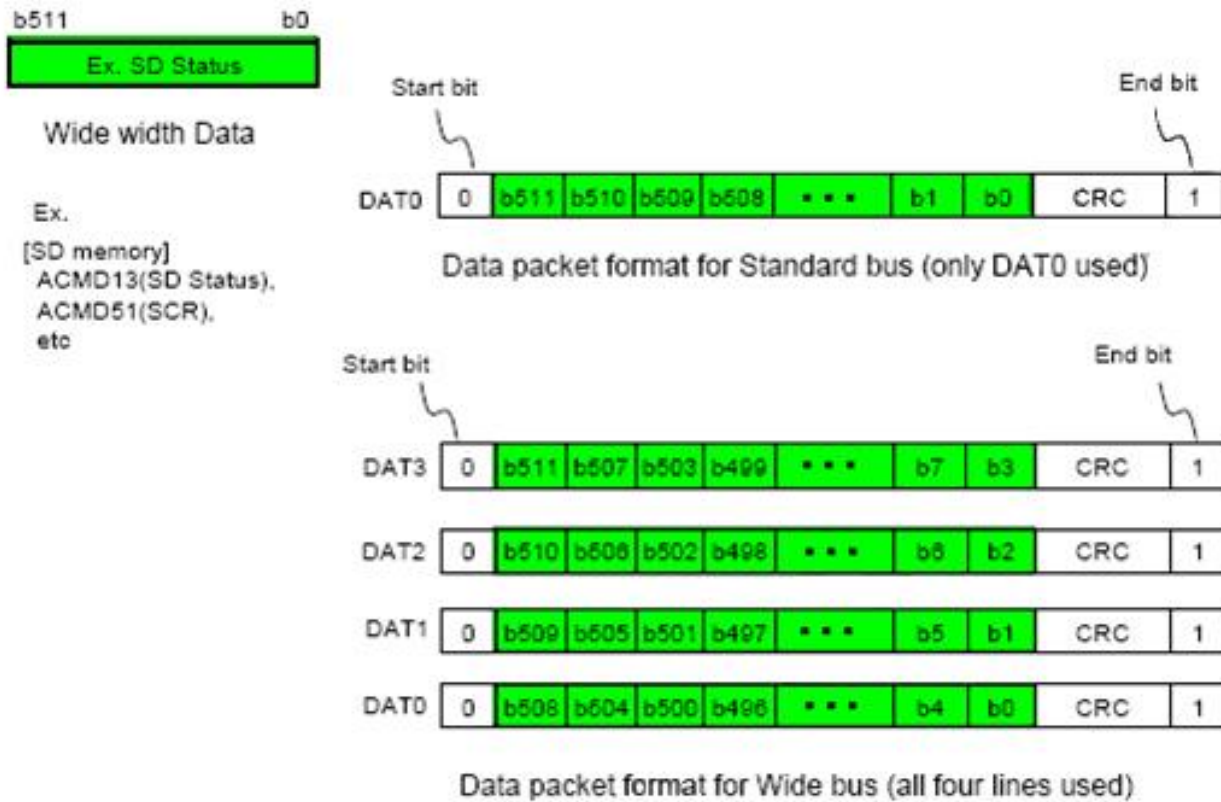 b511 b0
Ex. SD Status
Wide width Data
Ex.
[SD memory]
ACMD13(SD Status),
ACMD51(SCR),
etc
Start bit End bit
DAT0 0 b511 b510 b509 b508 ▪ ▪ ▪ b1 b0 CRC 1
Data packet format for Standard bus (only DAT0 used)
Start bit End bit
DAT3 0 b511 b507 b503 b499 ▪ ▪ ▪ b7 b3 CRC 1
DAT2 0 b510 b506 b502 b498 ▪ ▪ ▪ b6 b2 CRC 1
DAT1 0 b509 b505 b501 b497 ▪ ▪ ▪ b5 b1 CRC 1
DAT0 0 b508 b504 b500 b496 ▪ ▪ ▪ b4 b0 CRC 1
Data packet format for Wide bus (all four lines used)